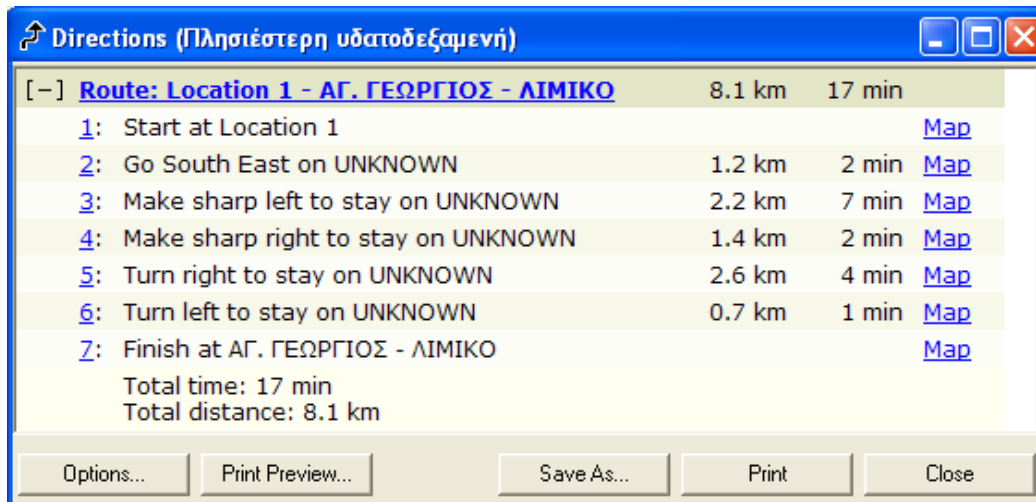 Directions (Πλησιέστερη υδατοδεξαμενή)
[-] Route: Location 1 - ΑΓ. ΓΕΩΡΓΙΟΣ - ΛΙΜΙΚΟ 8.1 km 17 min
1: Start at Location 1 Map
2: Go South East on UNKNOWN 1.2 km 2 min Map
3: Make sharp left to stay on UNKNOWN 2.2 km 7 min Map
4: Make sharp right to stay on UNKNOWN 1.4 km 2 min Map
5: Turn right to stay on UNKNOWN 2.6 km 4 min Map
6: Turn left to stay on UNKNOWN 0.7 km 1 min Map
7: Finish at ΑΓ. ΓΕΩΡΓΙΟΣ - ΛΙΜΙΚΟ Map
Total time: 17 min
Total distance: 8.1 km
Options... Print Preview... Save As... Print Close